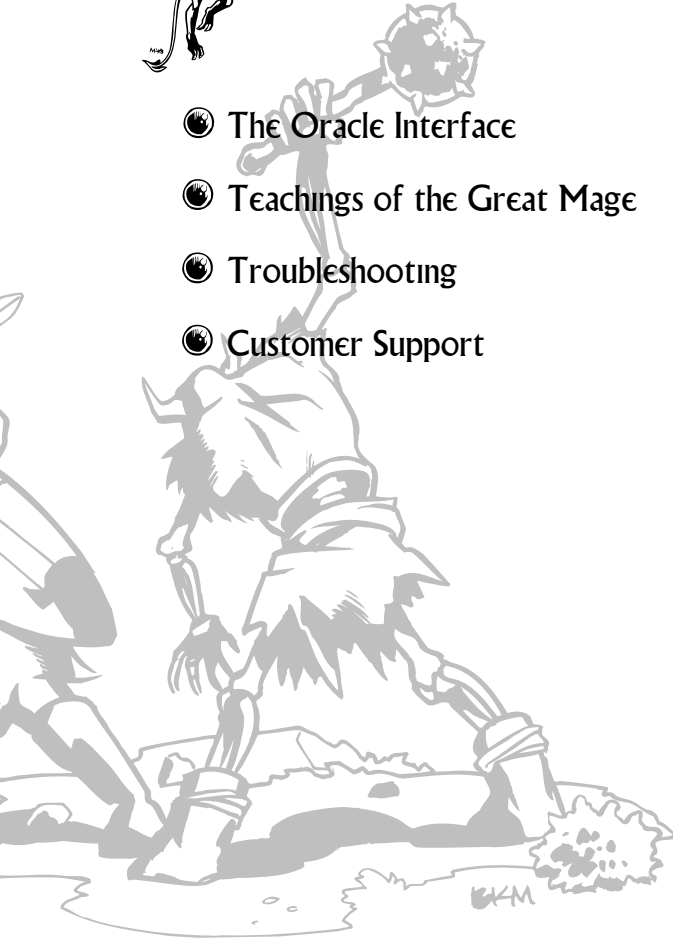 The Oracle Interface
Teachings of the Great Mage
Troubleshooting
Customer Support